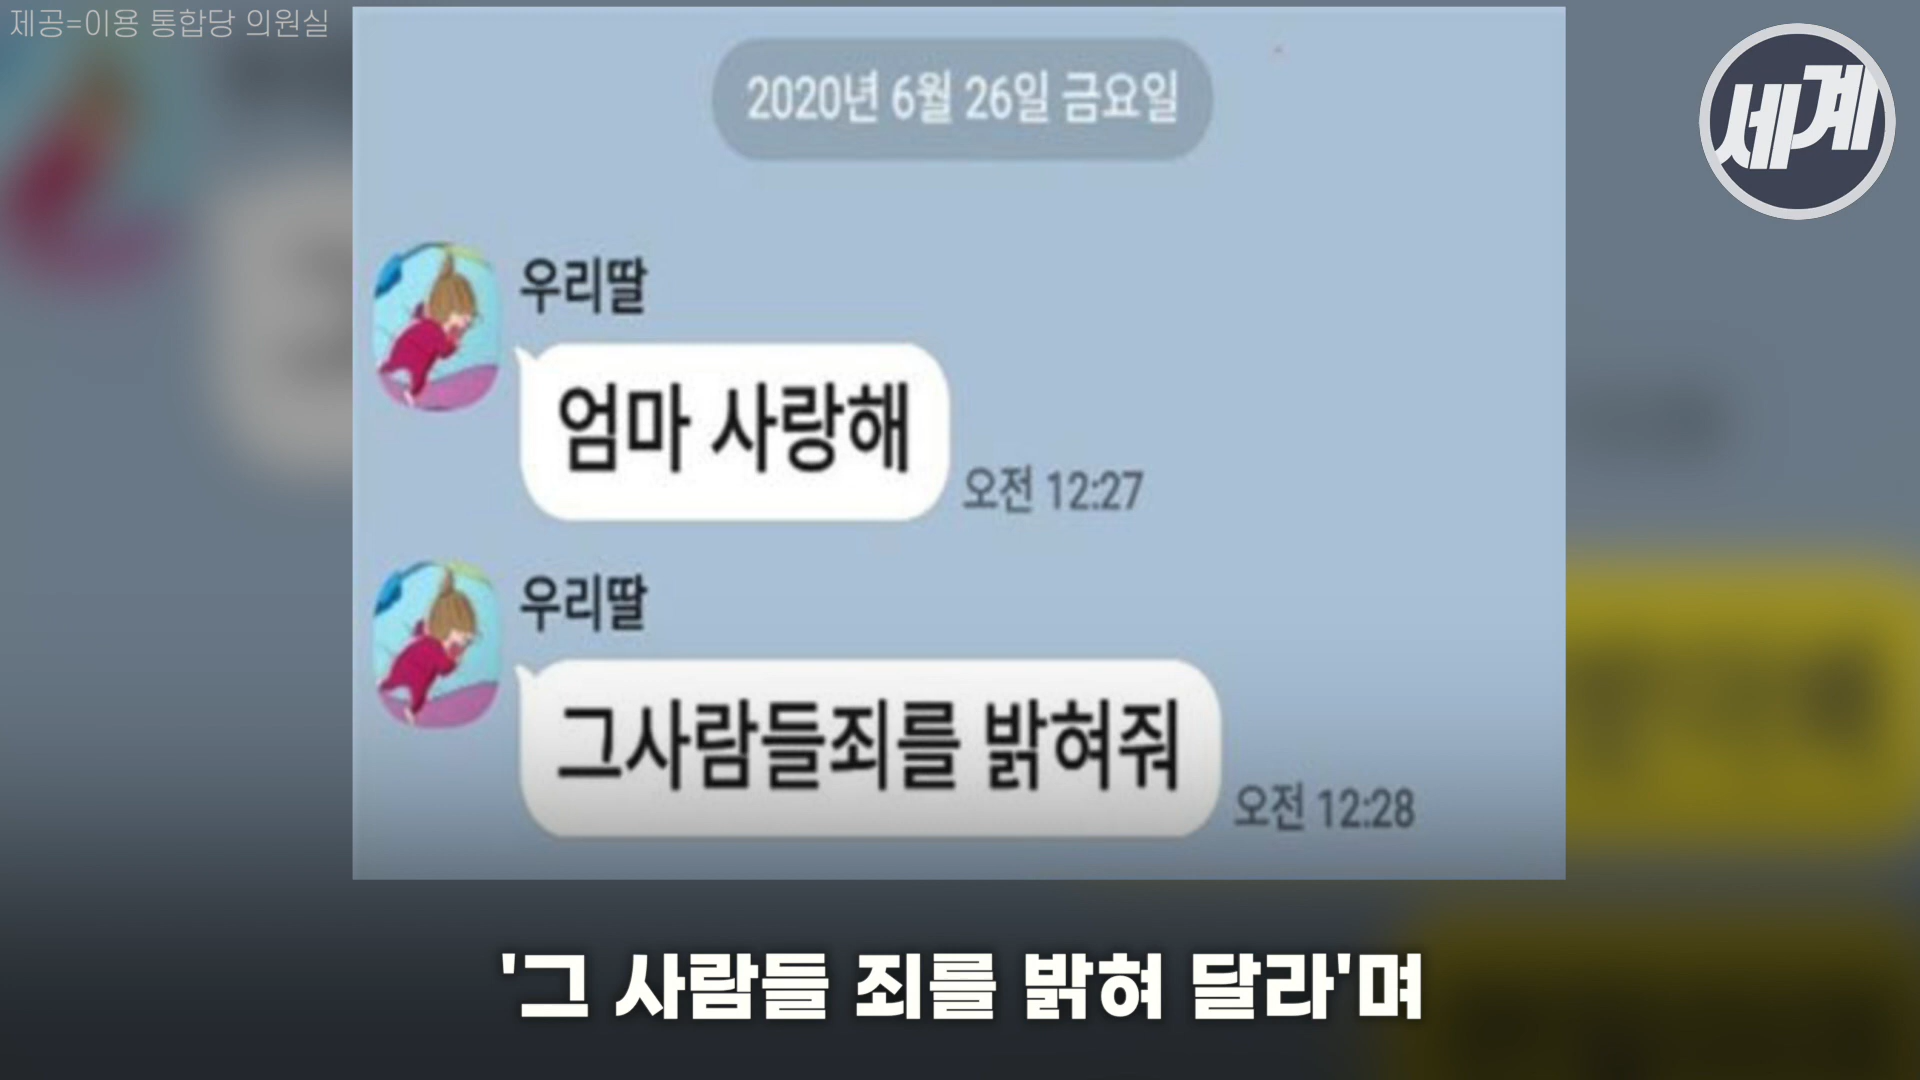 제공=이용 통합당 의원실
세계
2020년 6월 26일 금요일
우리딸
엄마 사랑해
오전 12:27
우리딸
그사람들죄를 밝혀줘
오전 12:28
'그 사람들 죄를 밝혀 달라'며